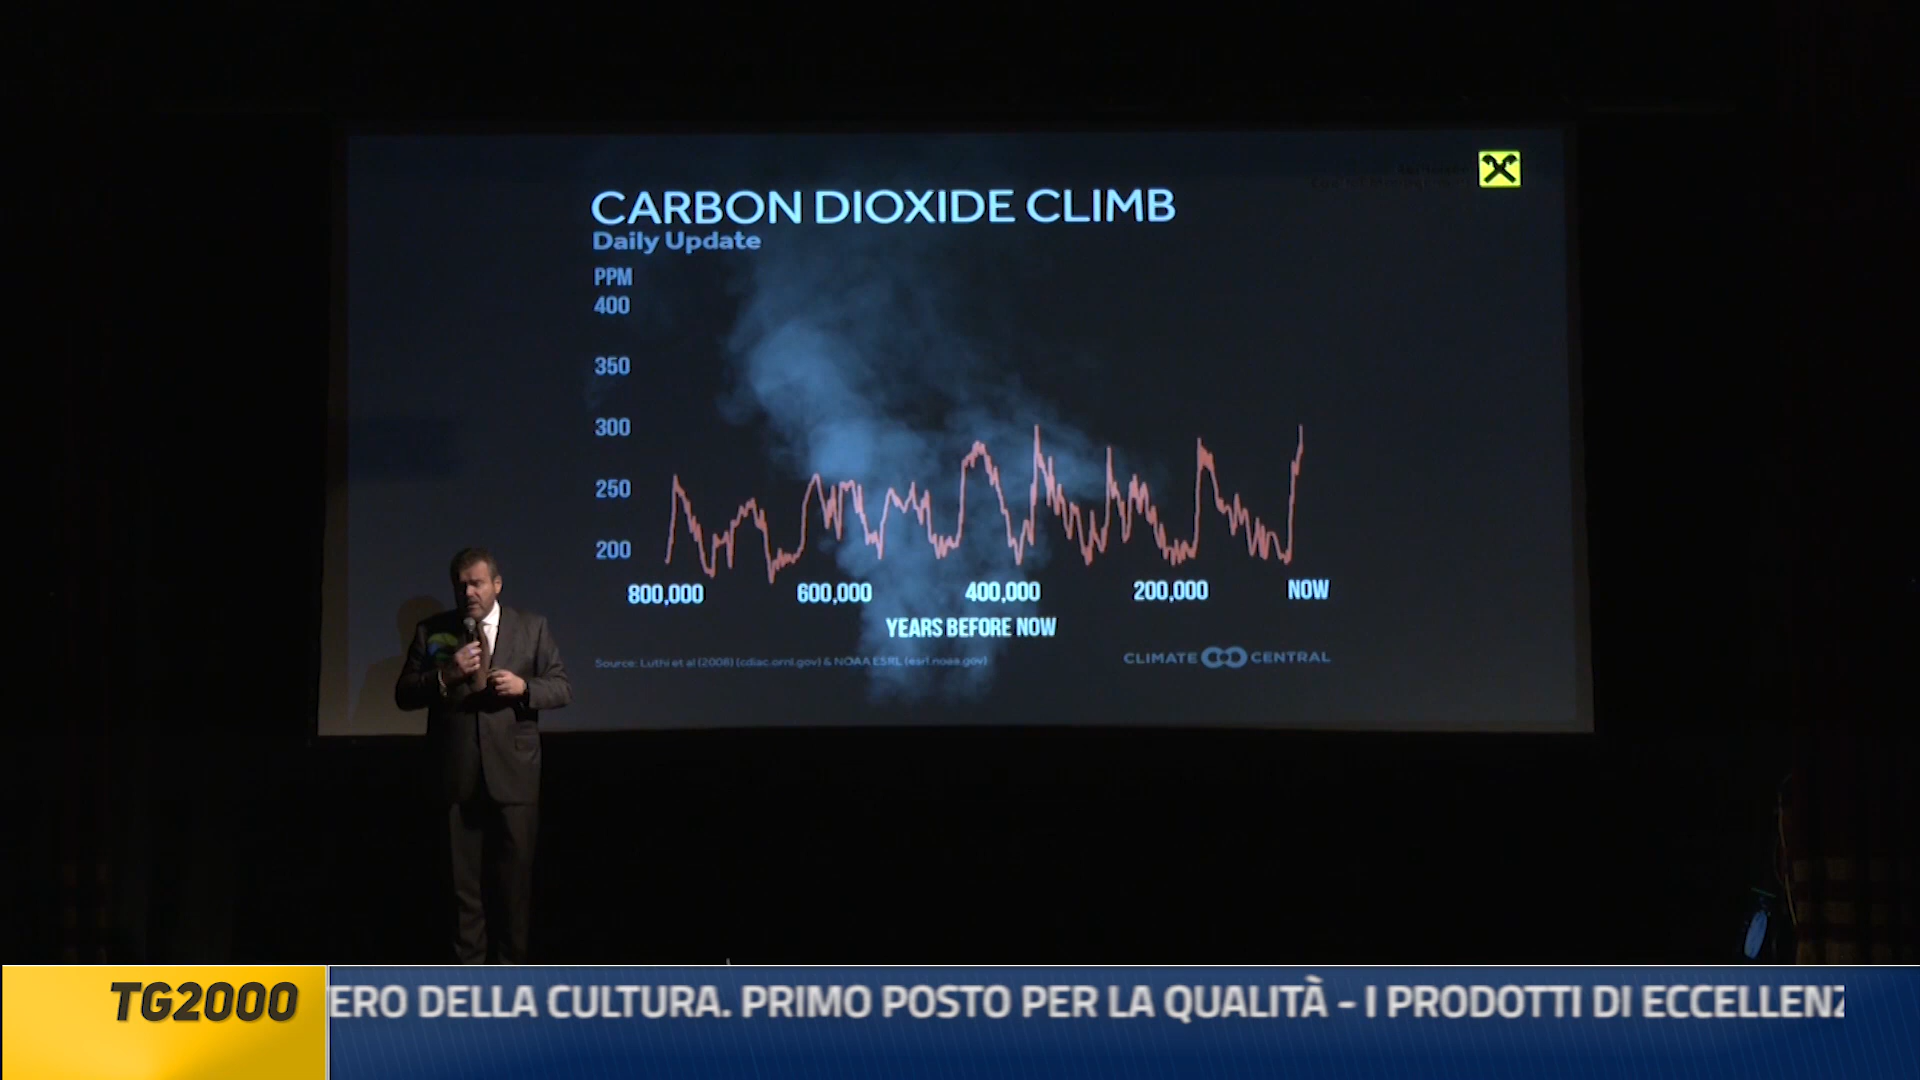 CARBON DIOXIDE CLIMB
Daily Update
PPM
400
350
300
250
200
800,000 600,000 400,000 200,000 NOW
YEARS BEFORE NOW
Source: Luthi et al (2008) (cdiac.ornl.gov) & NOAA ESRL (esrl.noaa.gov)
CLIMATE CENTRAL
TG2000
TERO DELLA CULTURA. PRIMO POSTO PER LA QUALITÀ - I PRODOTTI DI ECCELLENZ